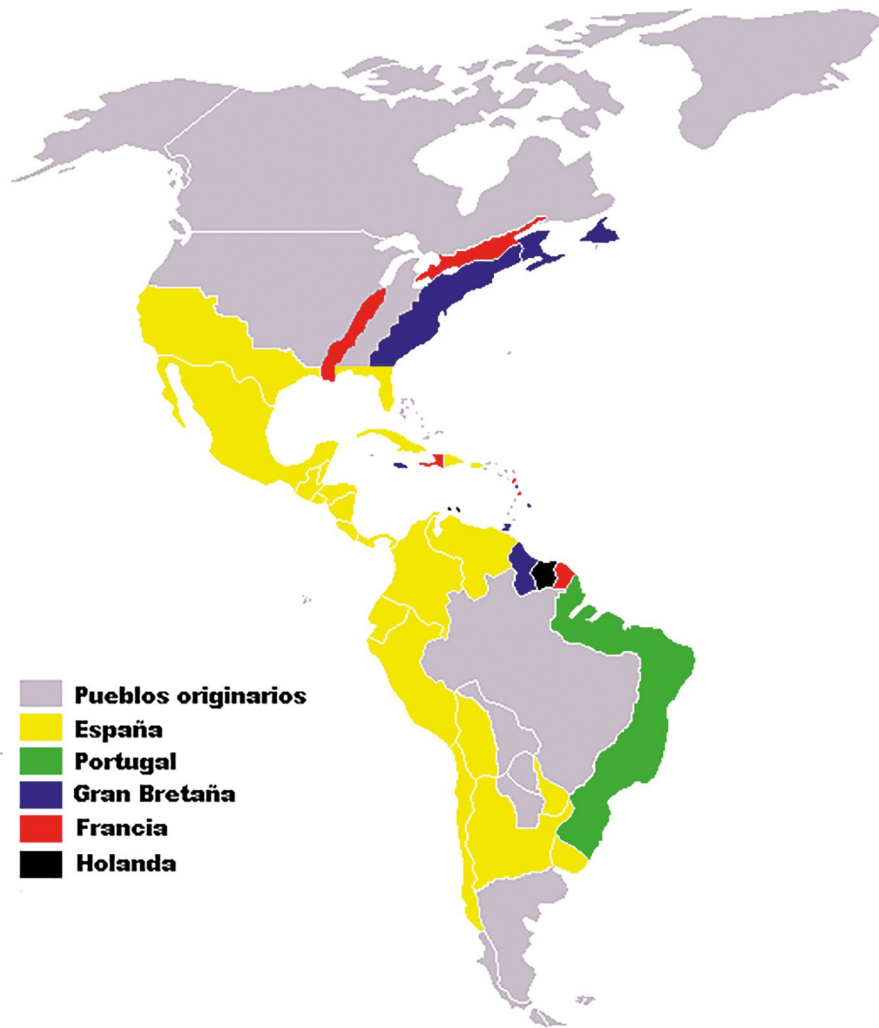 Pueblos originarios
España
Portugal
Gran Bretaña
Francia
Holanda